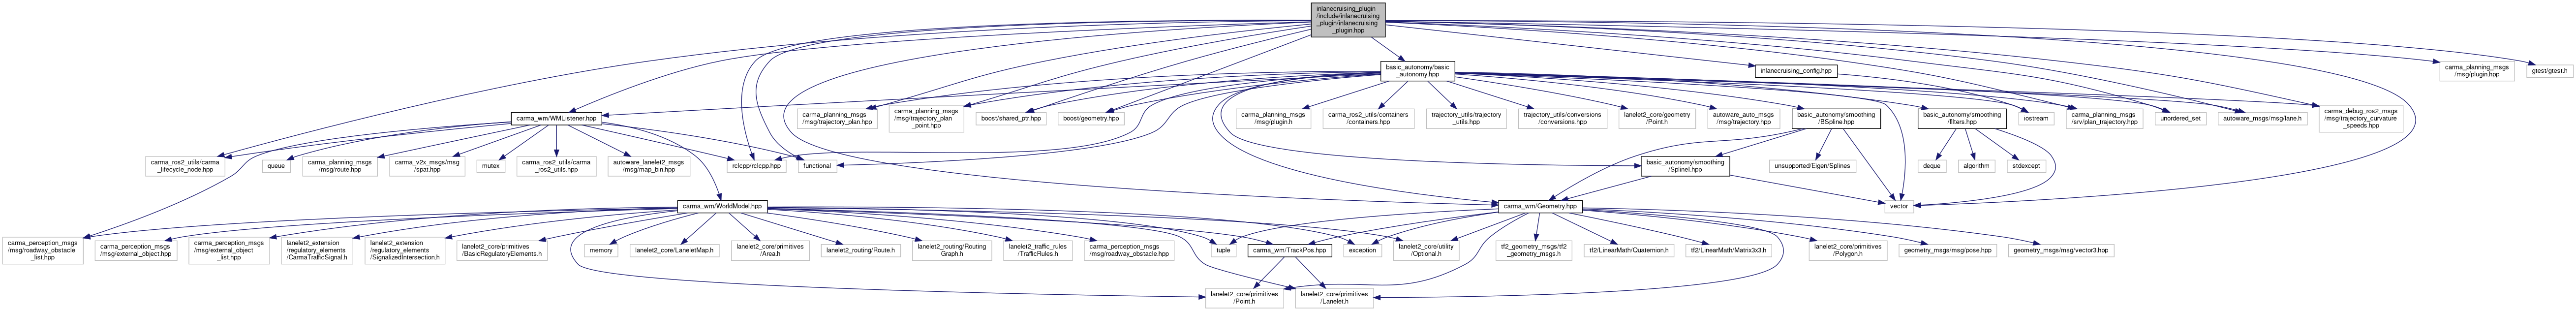 inlanecruising_plugin
/include/inlanecruising
_plugin/inlanecruising
_plugin.hpp
basic_autonomy/basic
_autonomy.hpp
inlanecruising_config.hpp
carma_planning_msgs
/msg/plugin.hpp
gtest/gtest.h
carma_wm/WMListener.hpp
carma_planning_msgs
/msg/trajectory_plan.hpp
carma_planning_msgs
/msg/trajectory_plan
_point.hpp
boost/shared_ptr.hpp
boost/geometry.hpp
carma_planning_msgs
/msg/plugin.h
carma_ros2_utils/containers
/containers.hpp
trajectory_utils/trajectory
_utils.hpp
trajectory_utils/conversions
/conversions.hpp
lanelet2_core/geometry
/Point.h
autoware_auto_msgs
/msg/trajectory.hpp
basic_autonomy/smoothing
/BSpline.hpp
basic_autonomy/smoothing
/filters.hpp
iostream
carma_planning_msgs
/srv/plan_trajectory.hpp
unordered_set
autoware_msgs/msg/lane.h
carma_debug_ros2_msgs
/msg/trajectory_curvature
_speeds.hpp
carma_ros2_utils/carma
_lifecycle_node.hpp
queue
carma_planning_msgs
/msg/route.hpp
carma_v2x_msgs/msg
/spat.hpp
mutex
carma_ros2_utils/carma
_ros2_utils.hpp
autoware_lanelet2_msgs
/msg/map_bin.hpp
rclcpp/rclcpp.hpp
functional
basic_autonomy/smoothing
/SplineI.hpp
unsupported/Eigen/Splines
deque
algorithm
stdexcept
carma_wm/WorldModel.hpp
carma_wm/Geometry.hpp
vector
carma_perception_msgs
/msg/roadway_obstacle
_list.hpp
carma_perception_msgs
/msg/external_object.hpp
carma_perception_msgs
/msg/external_object
_list.hpp
lanelet2_extension
/regulatory_elements
/CarmaTrafficSignal.h
lanelet2_extension
/regulatory_elements
/SignalizedIntersection.h
lanelet2_core/primitives
/BasicRegulatoryElements.h
memory
lanelet2_core/LaneletMap.h
lanelet2_core/primitives
/Area.h
lanelet2_routing/Route.h
lanelet2_routing/Routing
Graph.h
lanelet2_traffic_rules
/TrafficRules.h
carma_perception_msgs
/msg/roadway_obstacle.hpp
tuple
carma_wm/TrackPos.hpp
exception
lanelet2_core/utility
/Optional.h
tf2_geometry_msgs/tf2
_geometry_msgs.h
tf2/LinearMath/Quaternion.h
tf2/LinearMath/Matrix3x3.h
lanelet2_core/primitives
/Polygon.h
geometry_msgs/msg/pose.hpp
geometry_msgs/msg/vector3.hpp
lanelet2_core/primitives
/Point.h
lanelet2_core/primitives
/Lanelet.h